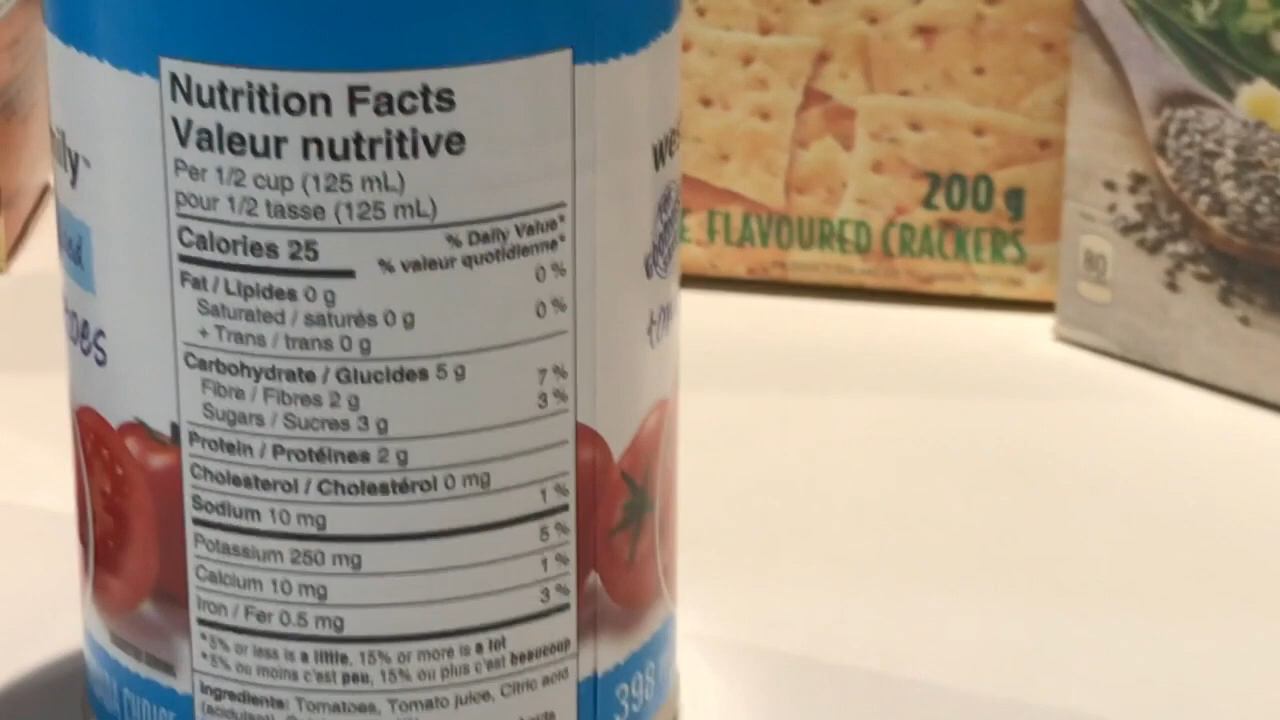 Nutrition Facts
Valeur nutritive
Per 1/2 cup (125 mL)
pour 1/2 tasse (125 mL)
Calories 25
% Daily Value*
% valeur quotidienne*
Fat / Lipides 0 g 0 %
Saturated / saturés 0 g 0 %
+ Trans / trans 0 g
Carbohydrate / Glucides 5 g
Fibre / Fibres 2 g 7 %
Sugars / Sucres 3 g 3 %
Protein / Protéines 2 g
Cholesterol / Cholestérol 0 mg
Sodium 10 mg 1 %
Potassium 250 mg 5 %
Calcium 10 mg 1 %
Iron / Fer 0.5 mg 3 %
*5% or less is a little, 15% or more is a lot
*5% ou moins c'est peu, 15% ou plus c'est beaucoup
Ingredients: Tomatoes, Tomato juice, Citric acid
398
200 g
FLAVOURED CRACKERS
80